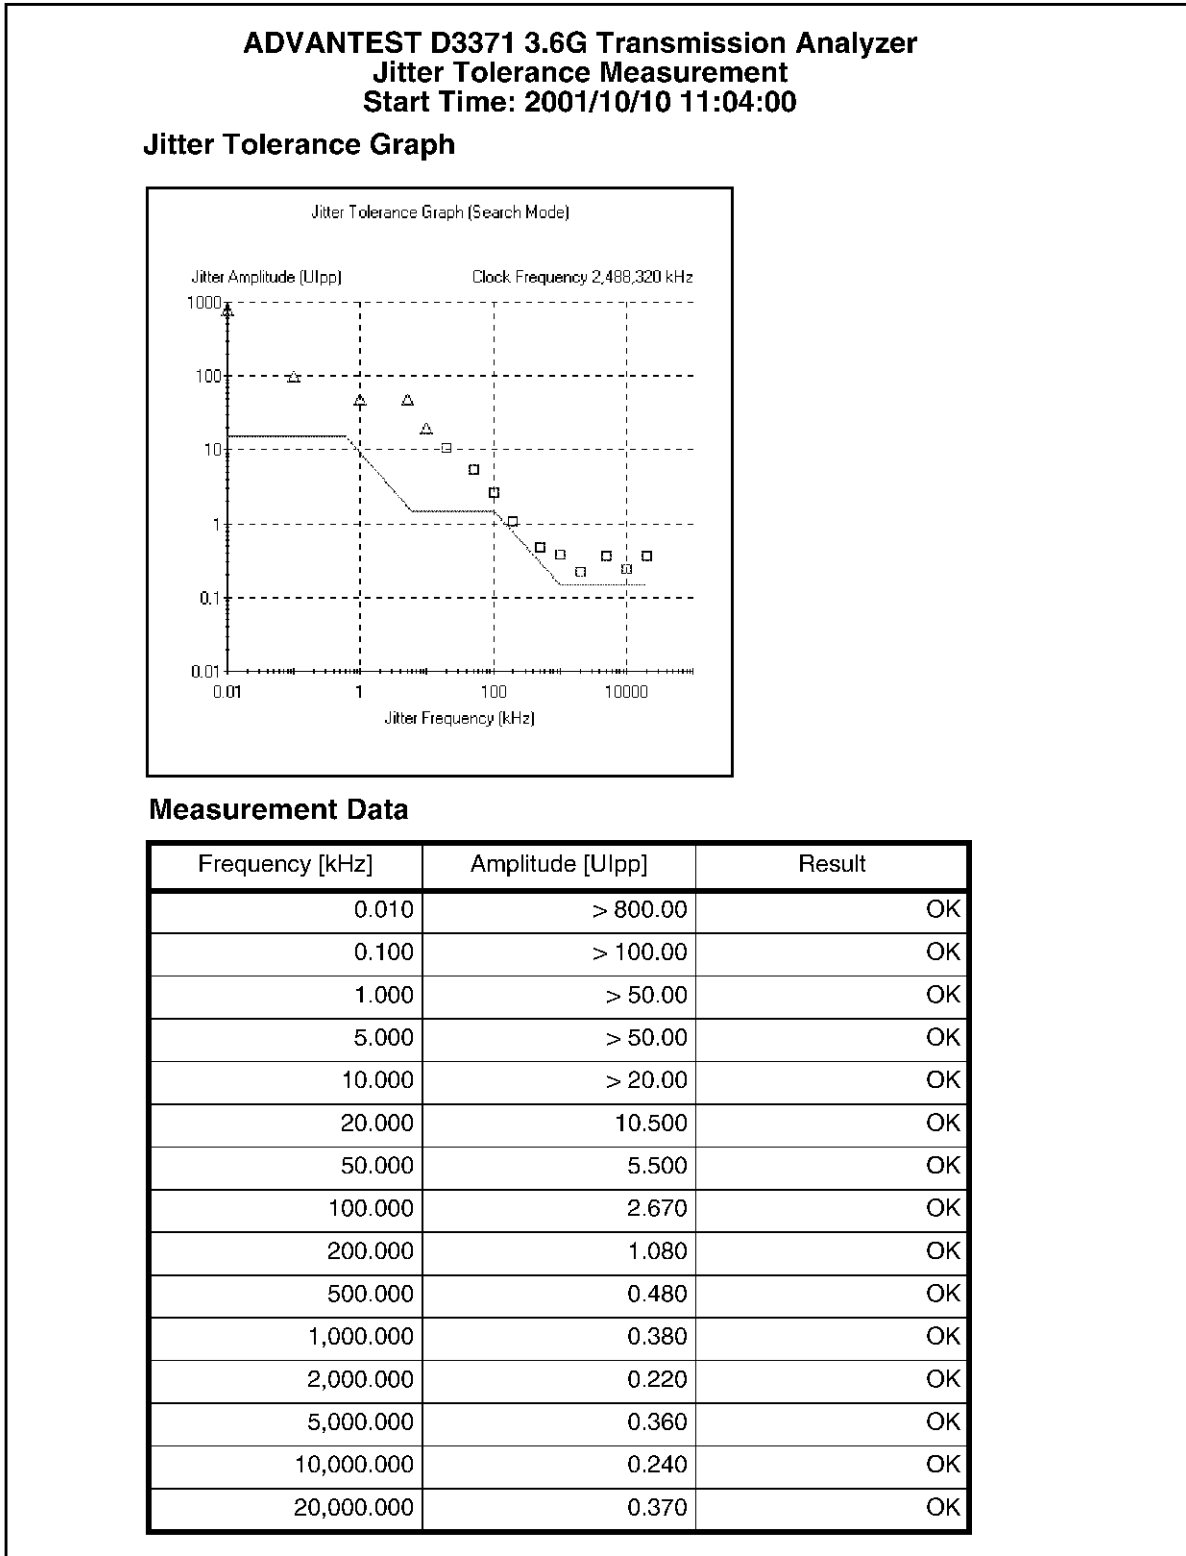 ADVANTEST D3371 3.6G Transmission Analyzer
Jitter Tolerance Measurement
Start Time: 2001/10/10 11:04:00
Jitter Tolerance Graph
Jitter Tolerance Graph (Search Mode)
Jitter Amplitude (UIpp) Clock Frequency 2,488,320 kHz
1000
100
10
1
0.1
0.01
0.01 1 100 10000
Jitter Frequency (kHz)
Measurement Data
Frequency [kHz] Amplitude [UIpp] Result
0.010 > 800.00 OK
0.100 > 100.00 OK
1.000 > 50.00 OK
5.000 > 50.00 OK
10.000 > 20.00 OK
20.000 10.500 OK
50.000 5.500 OK
100.000 2.670 OK
200.000 1.080 OK
500.000 0.480 OK
1,000.000 0.380 OK
2,000.000 0.220 OK
5,000.000 0.360 OK
10,000.000 0.240 OK
20,000.000 0.370 OK